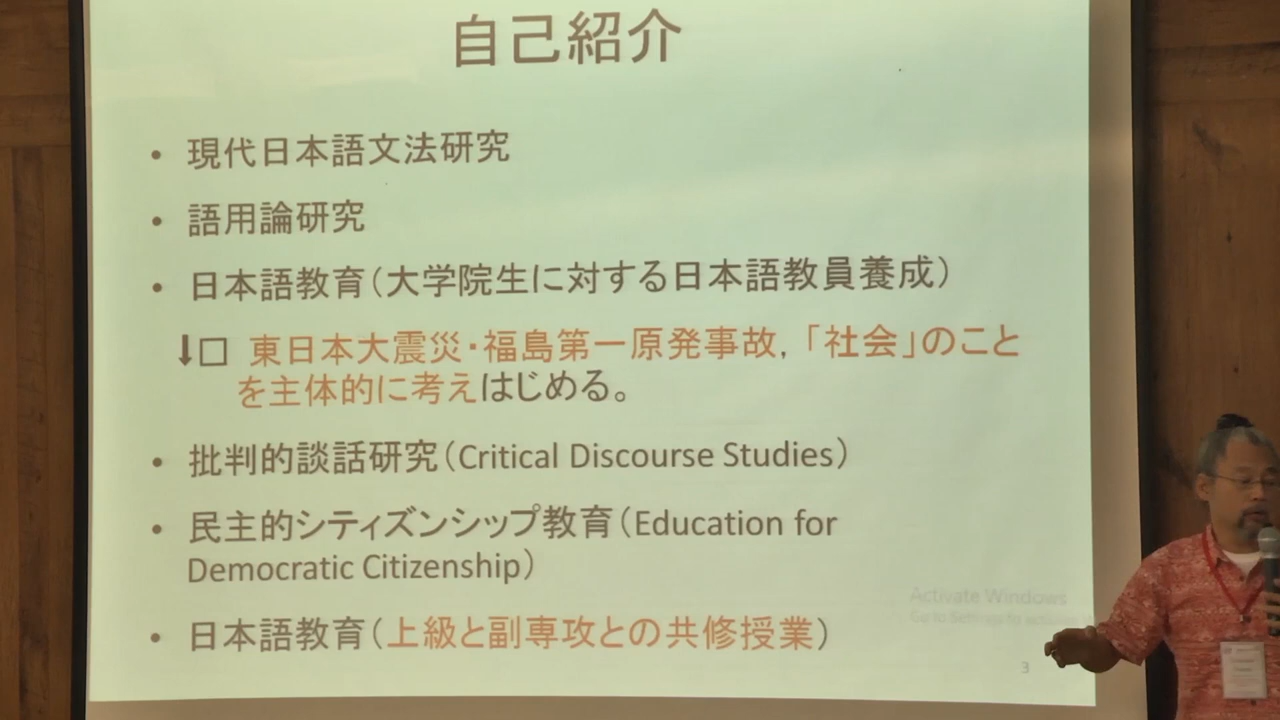 自己紹介
• 現代日本語文法研究
• 語用論研究
• 日本語教育（大学院生に対する日本語教員養成）
⬇□ 東日本大震災・福島第一原発事故，「社会」のこと
を主体的に考えはじめる。
• 批判的談話研究（Critical Discourse Studies）
• 民主的シティズンシップ教育（Education for
Democratic Citizenship）
• 日本語教育（上級と副専攻との共修授業）
Activate Windows
Go to Settings to activate
3